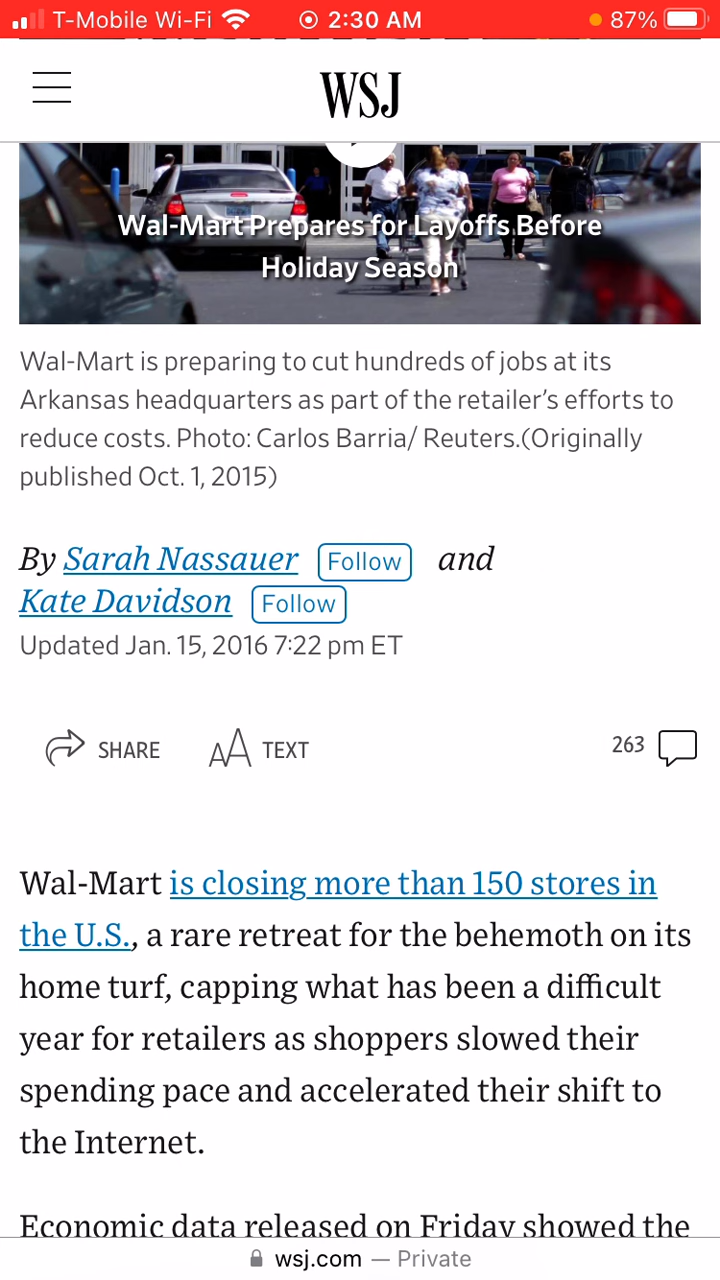 T-Mobile Wi-Fi 2:30 AM 87%
WSJ
Wal-Mart Prepares for Layoffs Before
Holiday Season
Wal-Mart is preparing to cut hundreds of jobs at its
Arkansas headquarters as part of the retailer’s efforts to
reduce costs. Photo: Carlos Barria/ Reuters.(Originally
published Oct. 1, 2015)
By Sarah Nassauer Follow and
Kate Davidson Follow
Updated Jan. 15, 2016 7:22 pm ET
SHARE TEXT 263
Wal-Mart is closing more than 150 stores in
the U.S., a rare retreat for the behemoth on its
home turf, capping what has been a difficult
year for retailers as shoppers slowed their
spending pace and accelerated their shift to
the Internet.
Economic data released on Friday showed the
wsj.com — Private